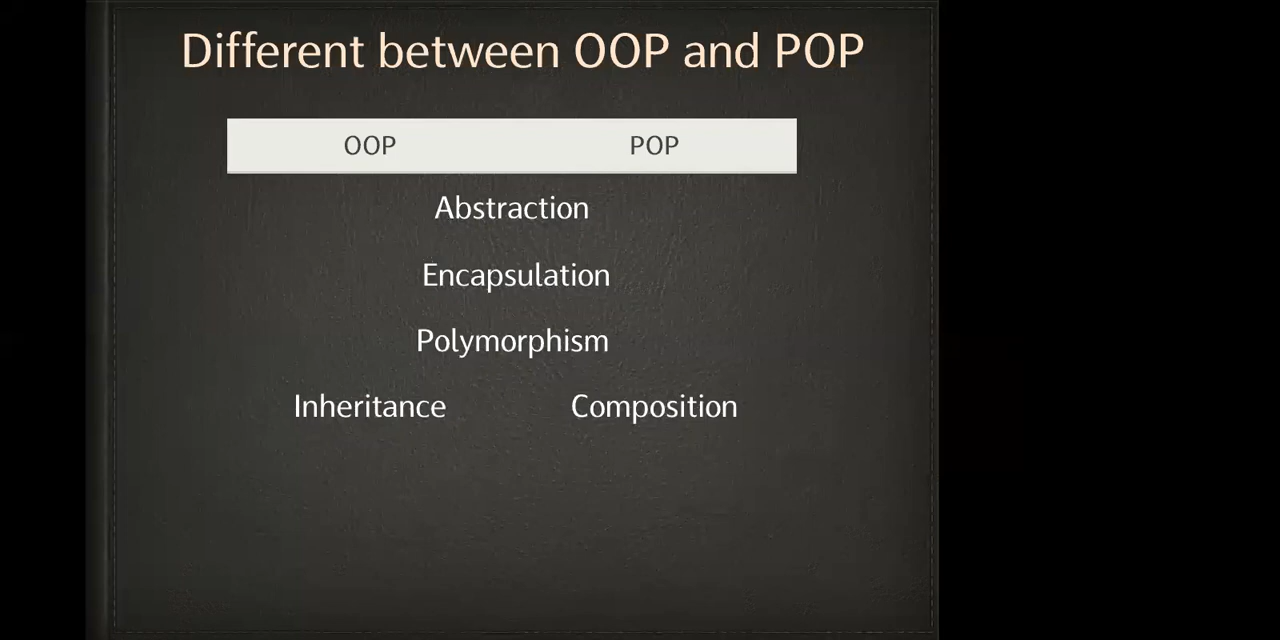 Different between OOP and POP
OOP POP
Abstraction
Encapsulation
Polymorphism
Inheritance Composition